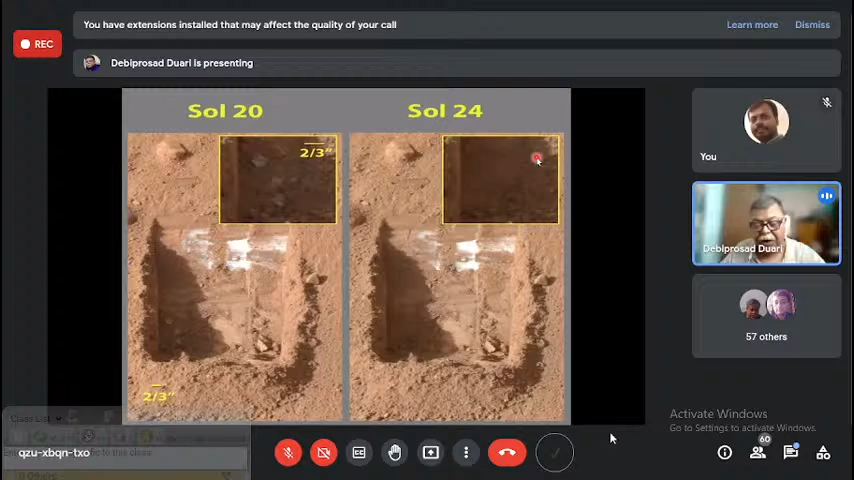 You have extensions installed that may affect the quality of your call
Learn more
Dismiss
REC
Debiprosad Duari is presenting
Sol 20
Sol 24
2/3"
You
Debiprosad Duari
57 others
2/3"
Activate Windows
Go to Settings to activate Windows.
Class List
qzu-xbqn-txo
60